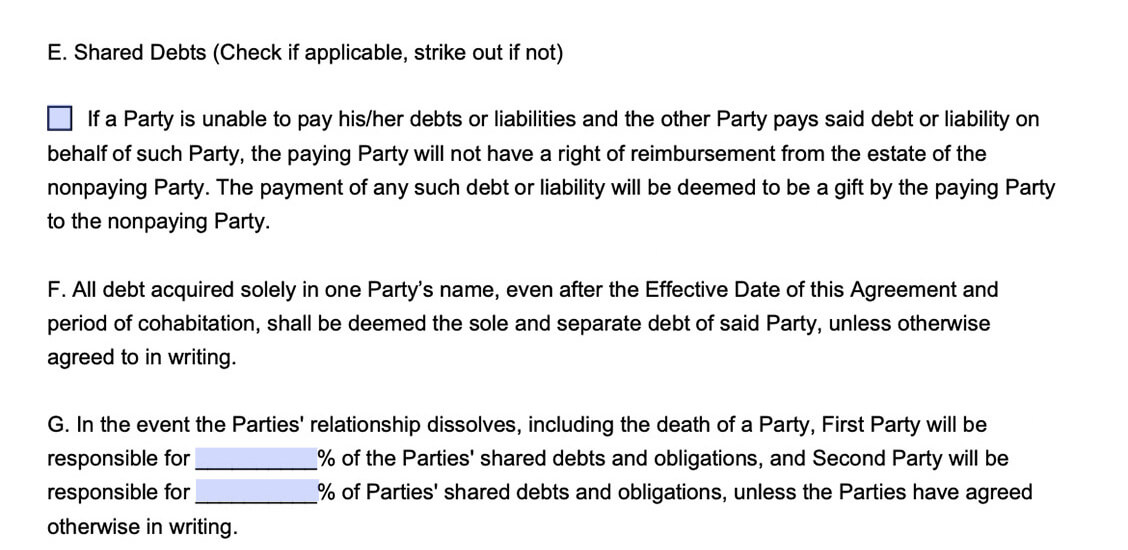 E. Shared Debts (Check if applicable, strike out if not)
If a Party is unable to pay his/her debts or liabilities and the other Party pays said debt or liability on
behalf of such Party, the paying Party will not have a right of reimbursement from the estate of the
nonpaying Party. The payment of any such debt or liability will be deemed to be a gift by the paying Party
to the nonpaying Party.
F. All debt acquired solely in one Party's name, even after the Effective Date of this Agreement and
period of cohabitation, shall be deemed the sole and separate debt of said Party, unless otherwise
agreed to in writing.
G. In the event the Parties' relationship dissolves, including the death of a Party, First Party will be
responsible for __________% of the Parties' shared debts and obligations, and Second Party will be
responsible for __________% of Parties' shared debts and obligations, unless the Parties have agreed
otherwise in writing.